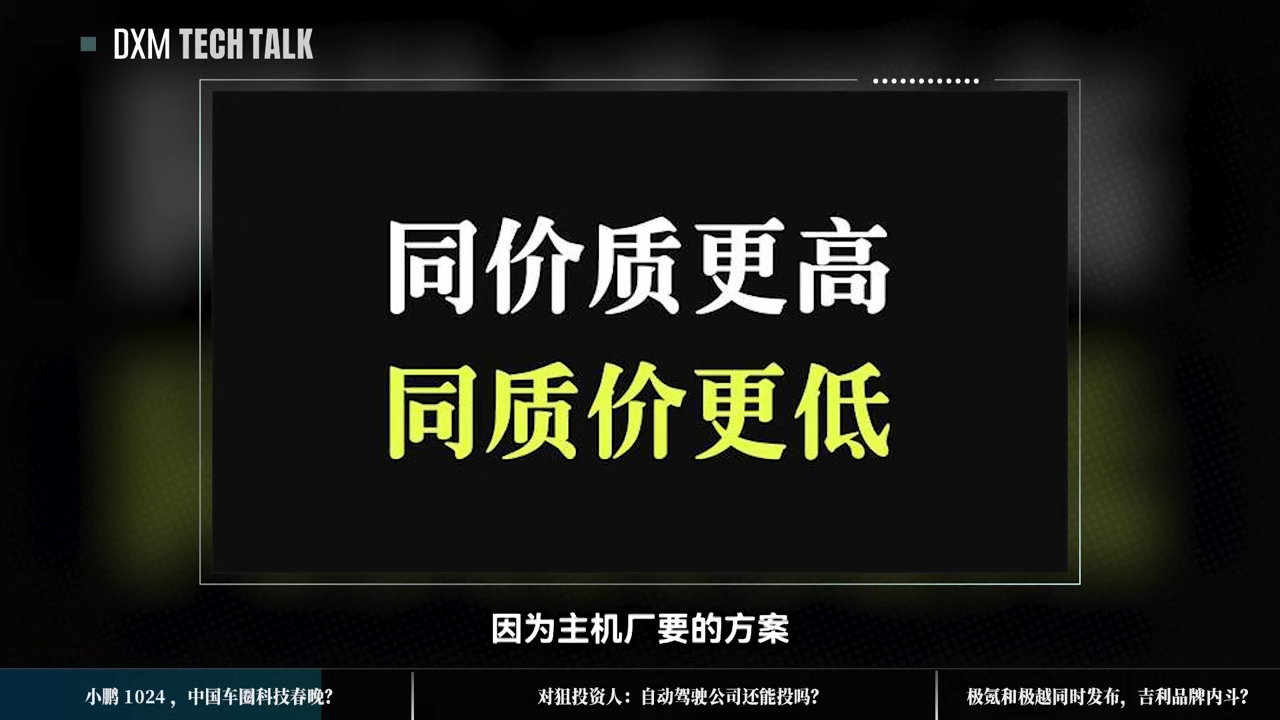 DXM TECH TALK
同价质更高
同质价更低
因为主机厂要的方案
小鹏 1024，中国车圈科技春晚？
对狙投资人：自动驾驶公司还能投吗？
极氪和极越同时发布，吉利品牌内斗？